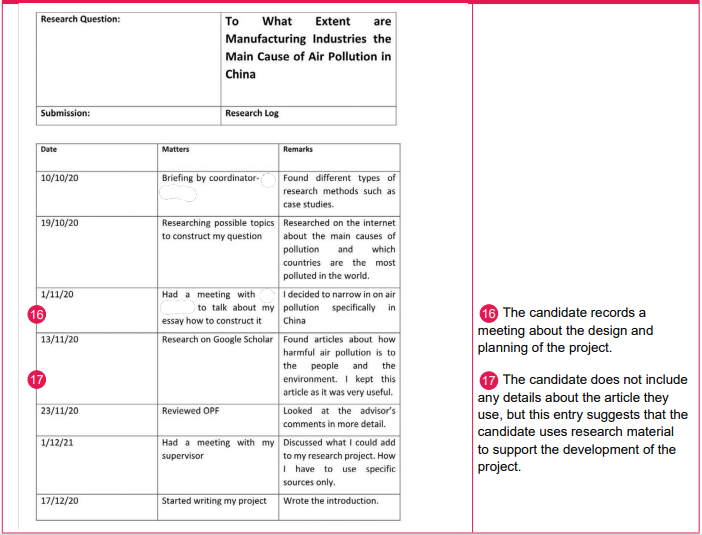 Research Question:
To What Extent are
Manufacturing Industries the
Main Cause of Air Pollution in
China
Submission:
Research Log
Date
Matters
Remarks
10/10/20
Briefing by coordinator-
Found different types of
research methods such as
case studies.
19/10/20
Researching possible topics
to construct my question
Researched on the internet
about the main causes of
pollution and which
countries are the most
polluted in the world.
1/11/20
Had a meeting with
to talk about my
essay how to construct it
I decided to narrow in on air
pollution specifically in
China
16
13/11/20
Research on Google Scholar
Found articles about how
harmful air pollution is to
the people and the
environment. I kept this
article as it was very useful.
17
23/11/20
Reviewed OPF
Looked at the advisor's
comments in more detail.
1/12/21
Had a meeting with my
supervisor
Discussed what I could add
to my research project. How
I have to use specific
sources only.
17/12/20
Started writing my project
Wrote the introduction.
16 The candidate records a
meeting about the design and
planning of the project.
17 The candidate does not include
any details about the article they
use, but this entry suggests that the
candidate uses research material
to support the development of the
project.